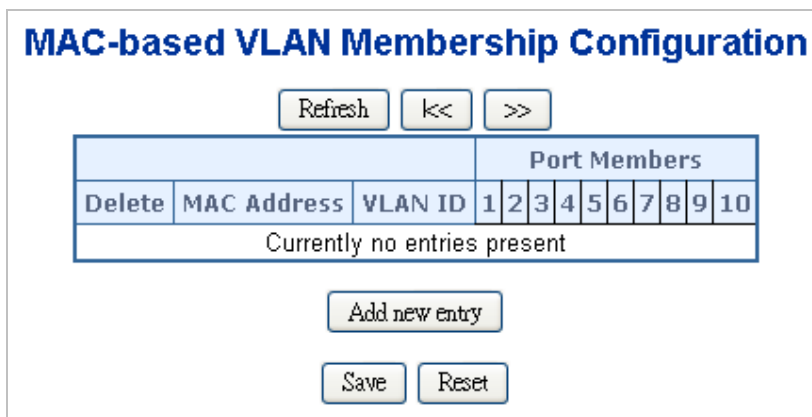 MAC-based VLAN Membership Configuration
Refresh |<< >>
Port Members
Delete MAC Address VLAN ID 1 2 3 4 5 6 7 8 9 10
Currently no entries present
Add new entry
Save Reset